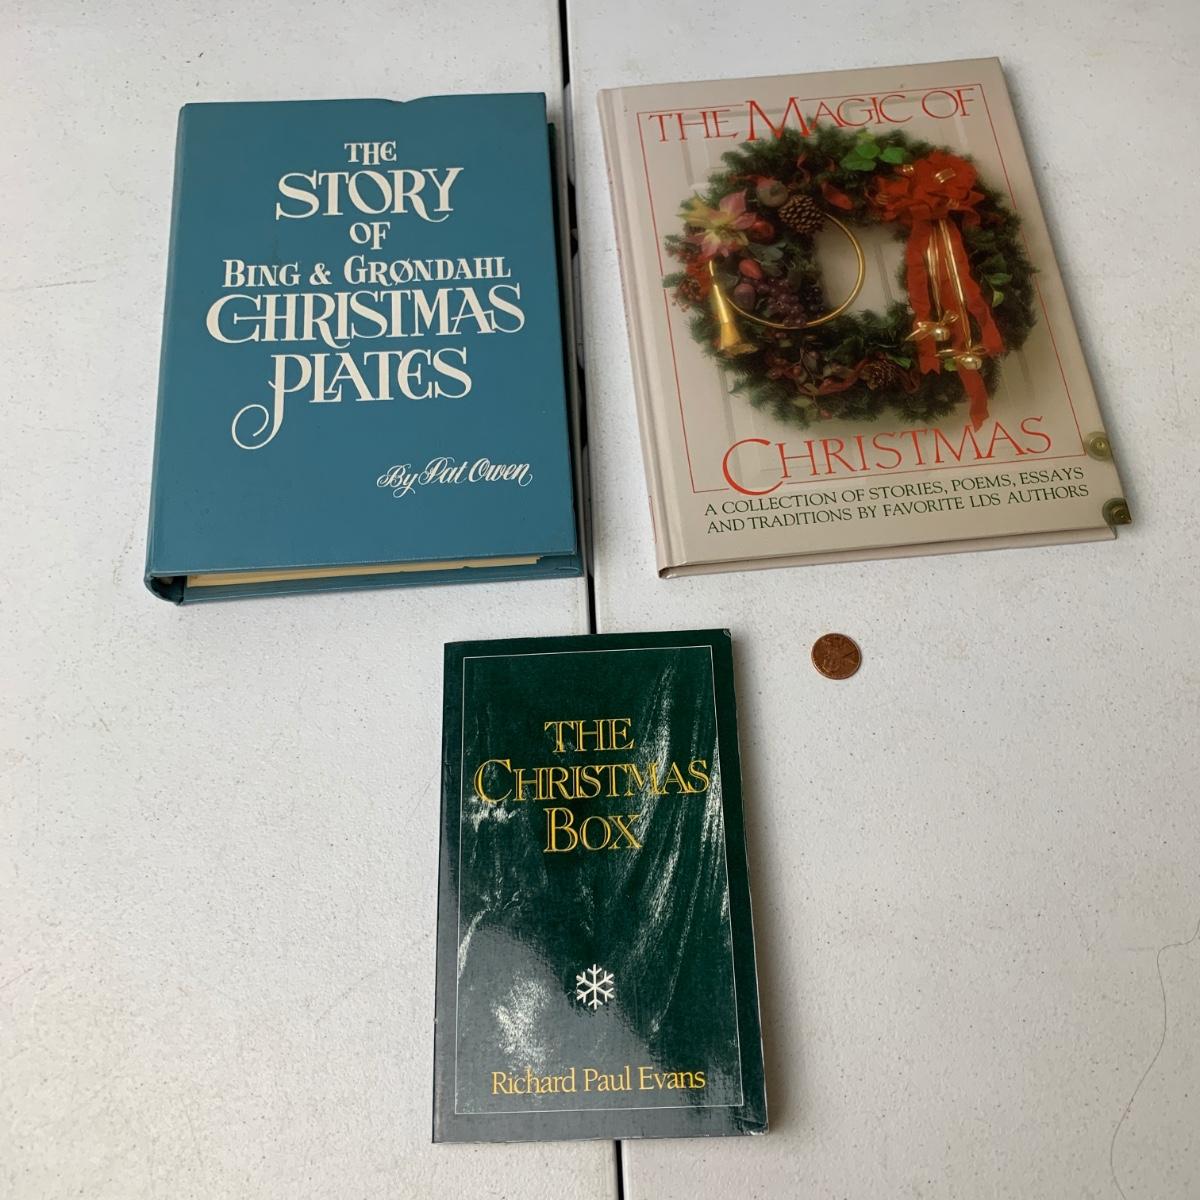 THE
STORY
OF
BING & GRØNDAHL
CHRISTMAS
PLATES
By Pat Owen
THE MAGIC OF
CHRISTMAS
A COLLECTION OF STORIES, POEMS, ESSAYS
AND TRADITIONS BY FAVORITE LDS AUTHORS
THE
CHRISTMAS
BOX
Richard Paul Evans